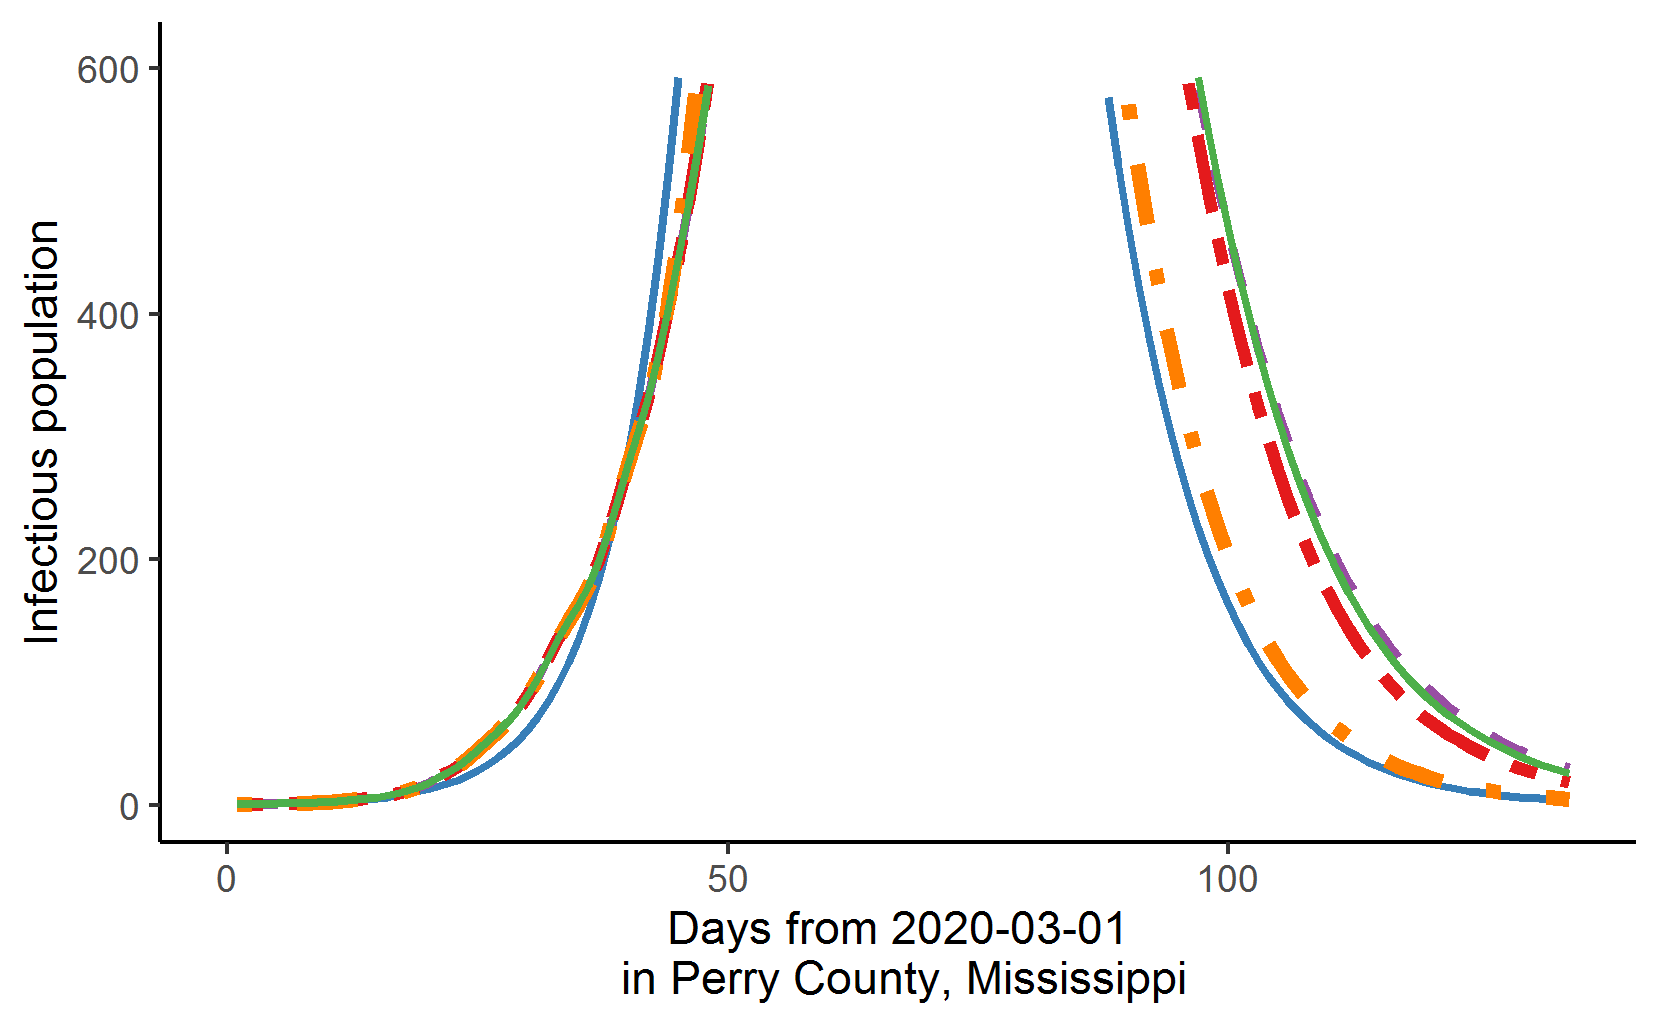 600
400
200
0
Infectious population
0
50
100
Days from 2020-03-01
in Perry County, Mississippi